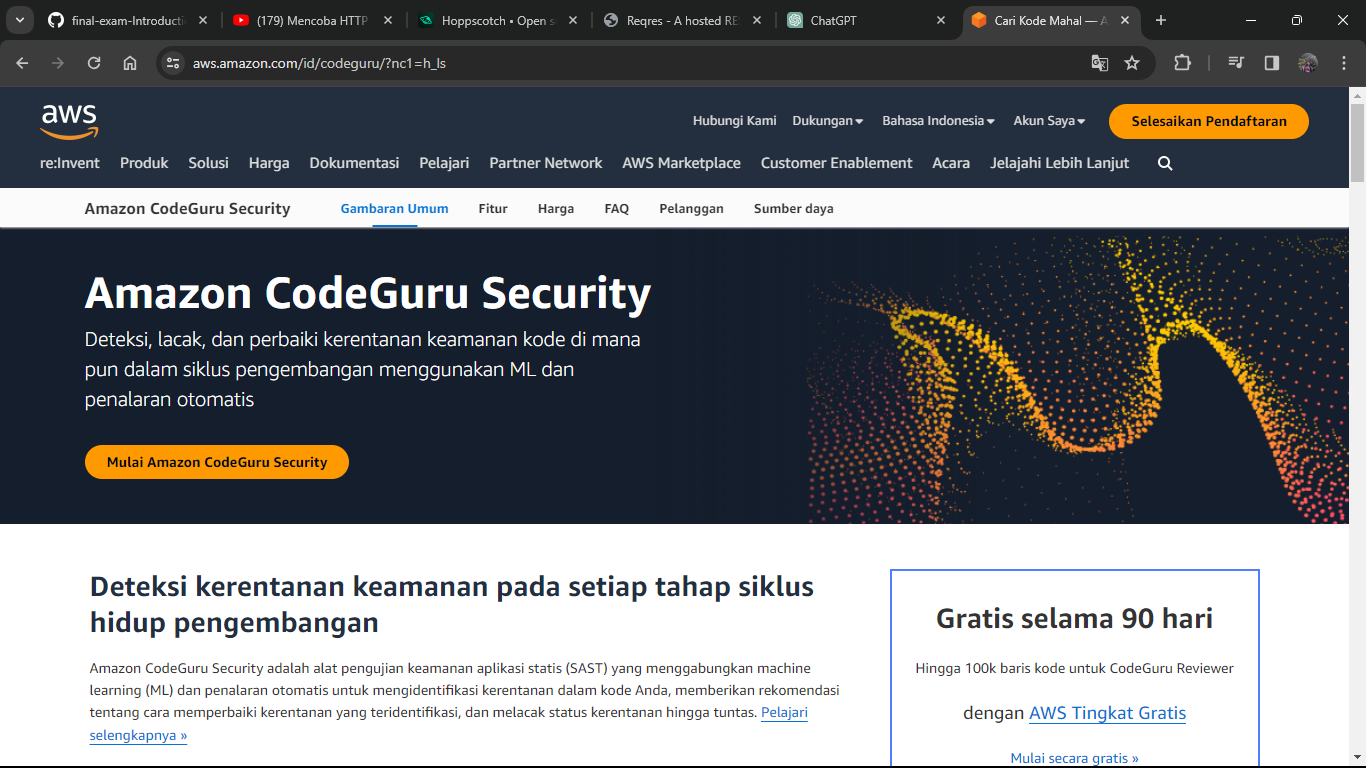 final-exam-Introducti
(179) Mencoba HTTP
Hoppscotch • Open s
Reqres - A hosted RE
ChatGPT
Cari Kode Mahal — A
aws.amazon.com/id/codeguru/?nc1=h_ls
aws
Hubungi Kami Dukungan Bahasa Indonesia Akun Saya Selesaikan Pendaftaran
re:Invent Produk Solusi Harga Dokumentasi Pelajari Partner Network AWS Marketplace Customer Enablement Acara Jelajahi Lebih Lanjut
Amazon CodeGuru Security Gambaran Umum Fitur Harga FAQ Pelanggan Sumber daya
Amazon CodeGuru Security
Deteksi, lacak, dan perbaiki kerentanan keamanan kode di mana
pun dalam siklus pengembangan menggunakan ML dan
penalaran otomatis
Mulai Amazon CodeGuru Security
Deteksi kerentanan keamanan pada setiap tahap siklus
hidup pengembangan
Amazon CodeGuru Security adalah alat pengujian keamanan aplikasi statis (SAST) yang menggabungkan machine
learning (ML) dan penalaran otomatis untuk mengidentifikasi kerentanan dalam kode Anda, memberikan rekomendasi
tentang cara memperbaiki kerentanan yang teridentifikasi, dan melacak status kerentanan hingga tuntas. Pelajari
selengkapnya »
Gratis selama 90 hari
Hingga 100k baris kode untuk CodeGuru Reviewer
dengan AWS Tingkat Gratis
Mulai secara gratis »